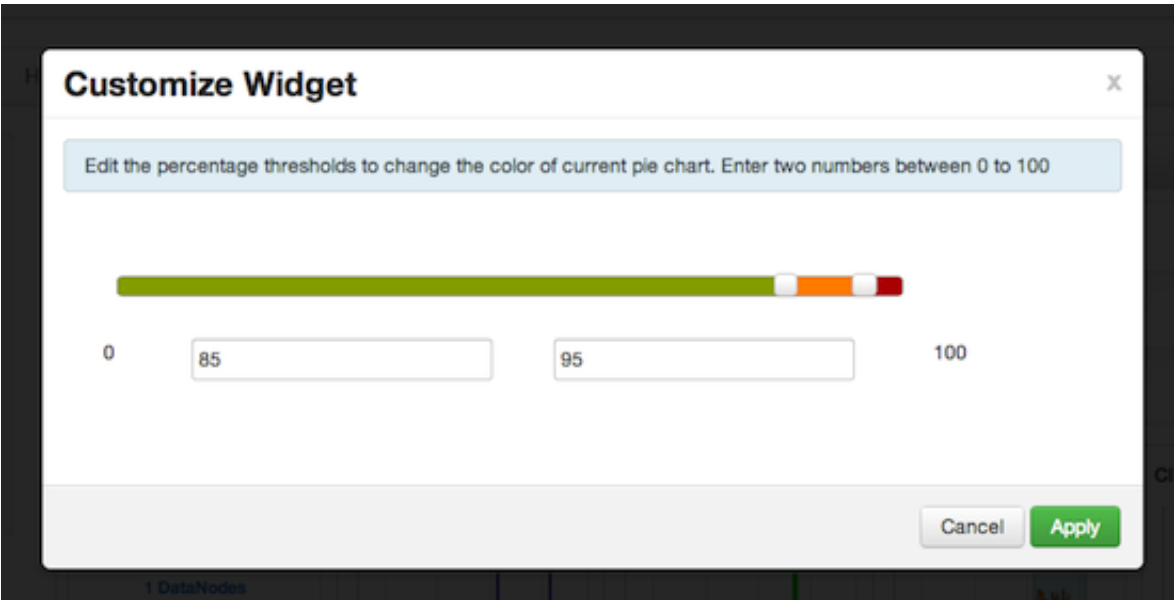 Customize Widget
x
Edit the percentage thresholds to change the color of current pie chart. Enter two numbers between 0 to 100
0
85
95
100
Cancel
Apply
1 DataNodes